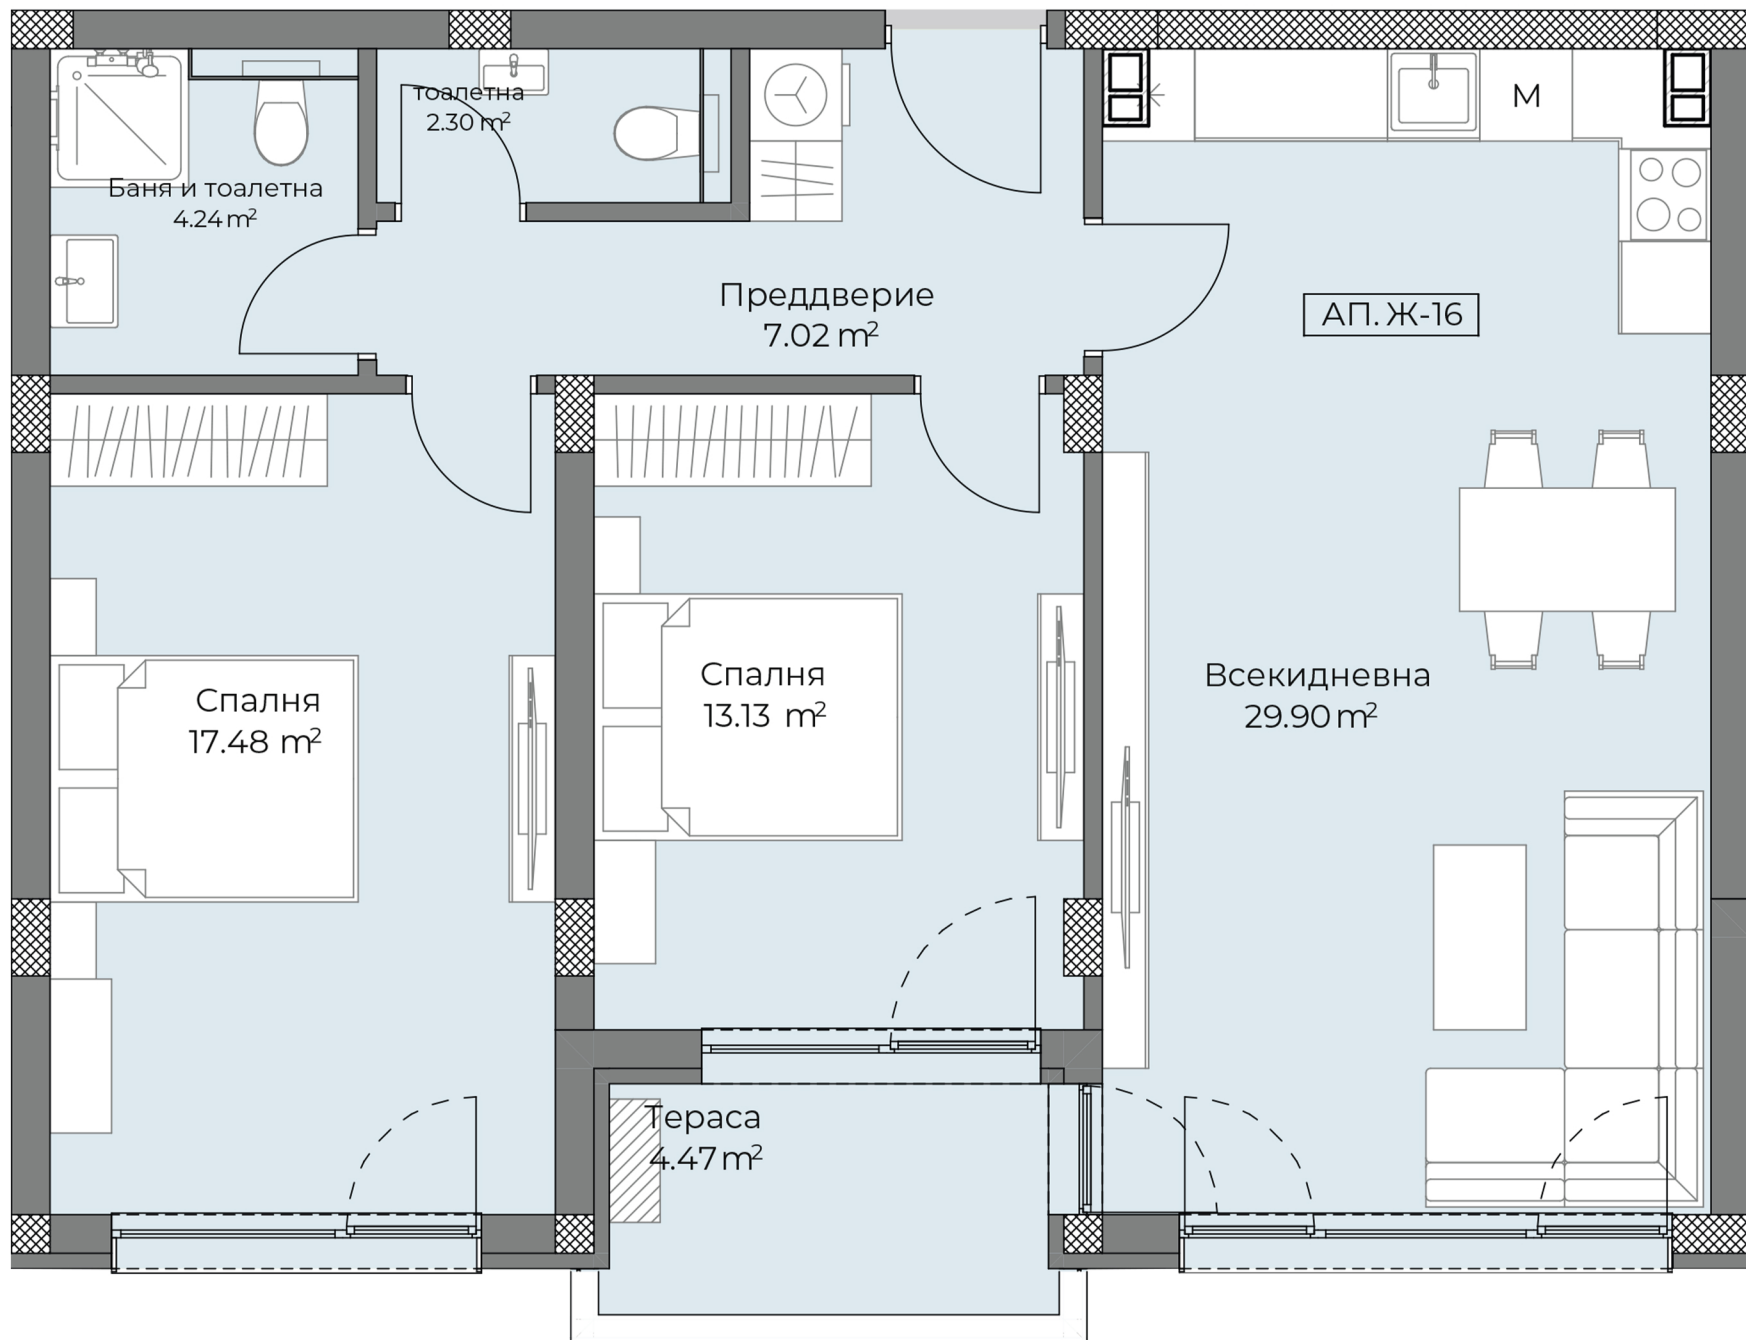 тоалетна
2.30 m²
М
Баня и тоалетна
4.24 m²
Преддверие
7.02 m²
АП. Ж-16
Спалня
17.48 m²
Спалня
13.13 m²
Всекидневна
29.90 m²
Тераса
4.47 m²